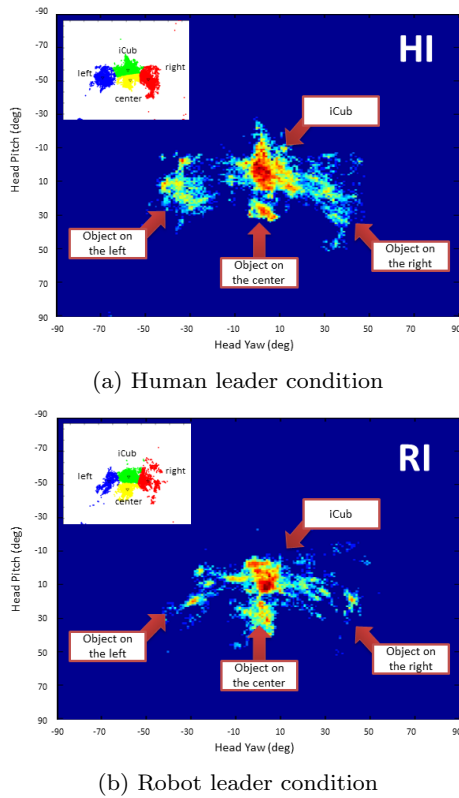 HI
iCub
left
right
center
iCub
Object on
the left
Object on
the center
Object on
the right
Head Pitch (deg)
-90
-70
-50
-30
-10
10
30
50
70
90
-90
-70
-50
-30
-10
10
30
50
70
90
Head Yaw (deg)
(a) Human leader condition
RI
iCub
left
right
center
iCub
Object on
the left
Object on
the center
Object on
the right
Head Pitch (deg)
-90
-70
-50
-30
-10
10
30
50
70
90
-90
-70
-50
-30
-10
10
30
50
70
90
Head Yaw (deg)
(b) Robot leader condition